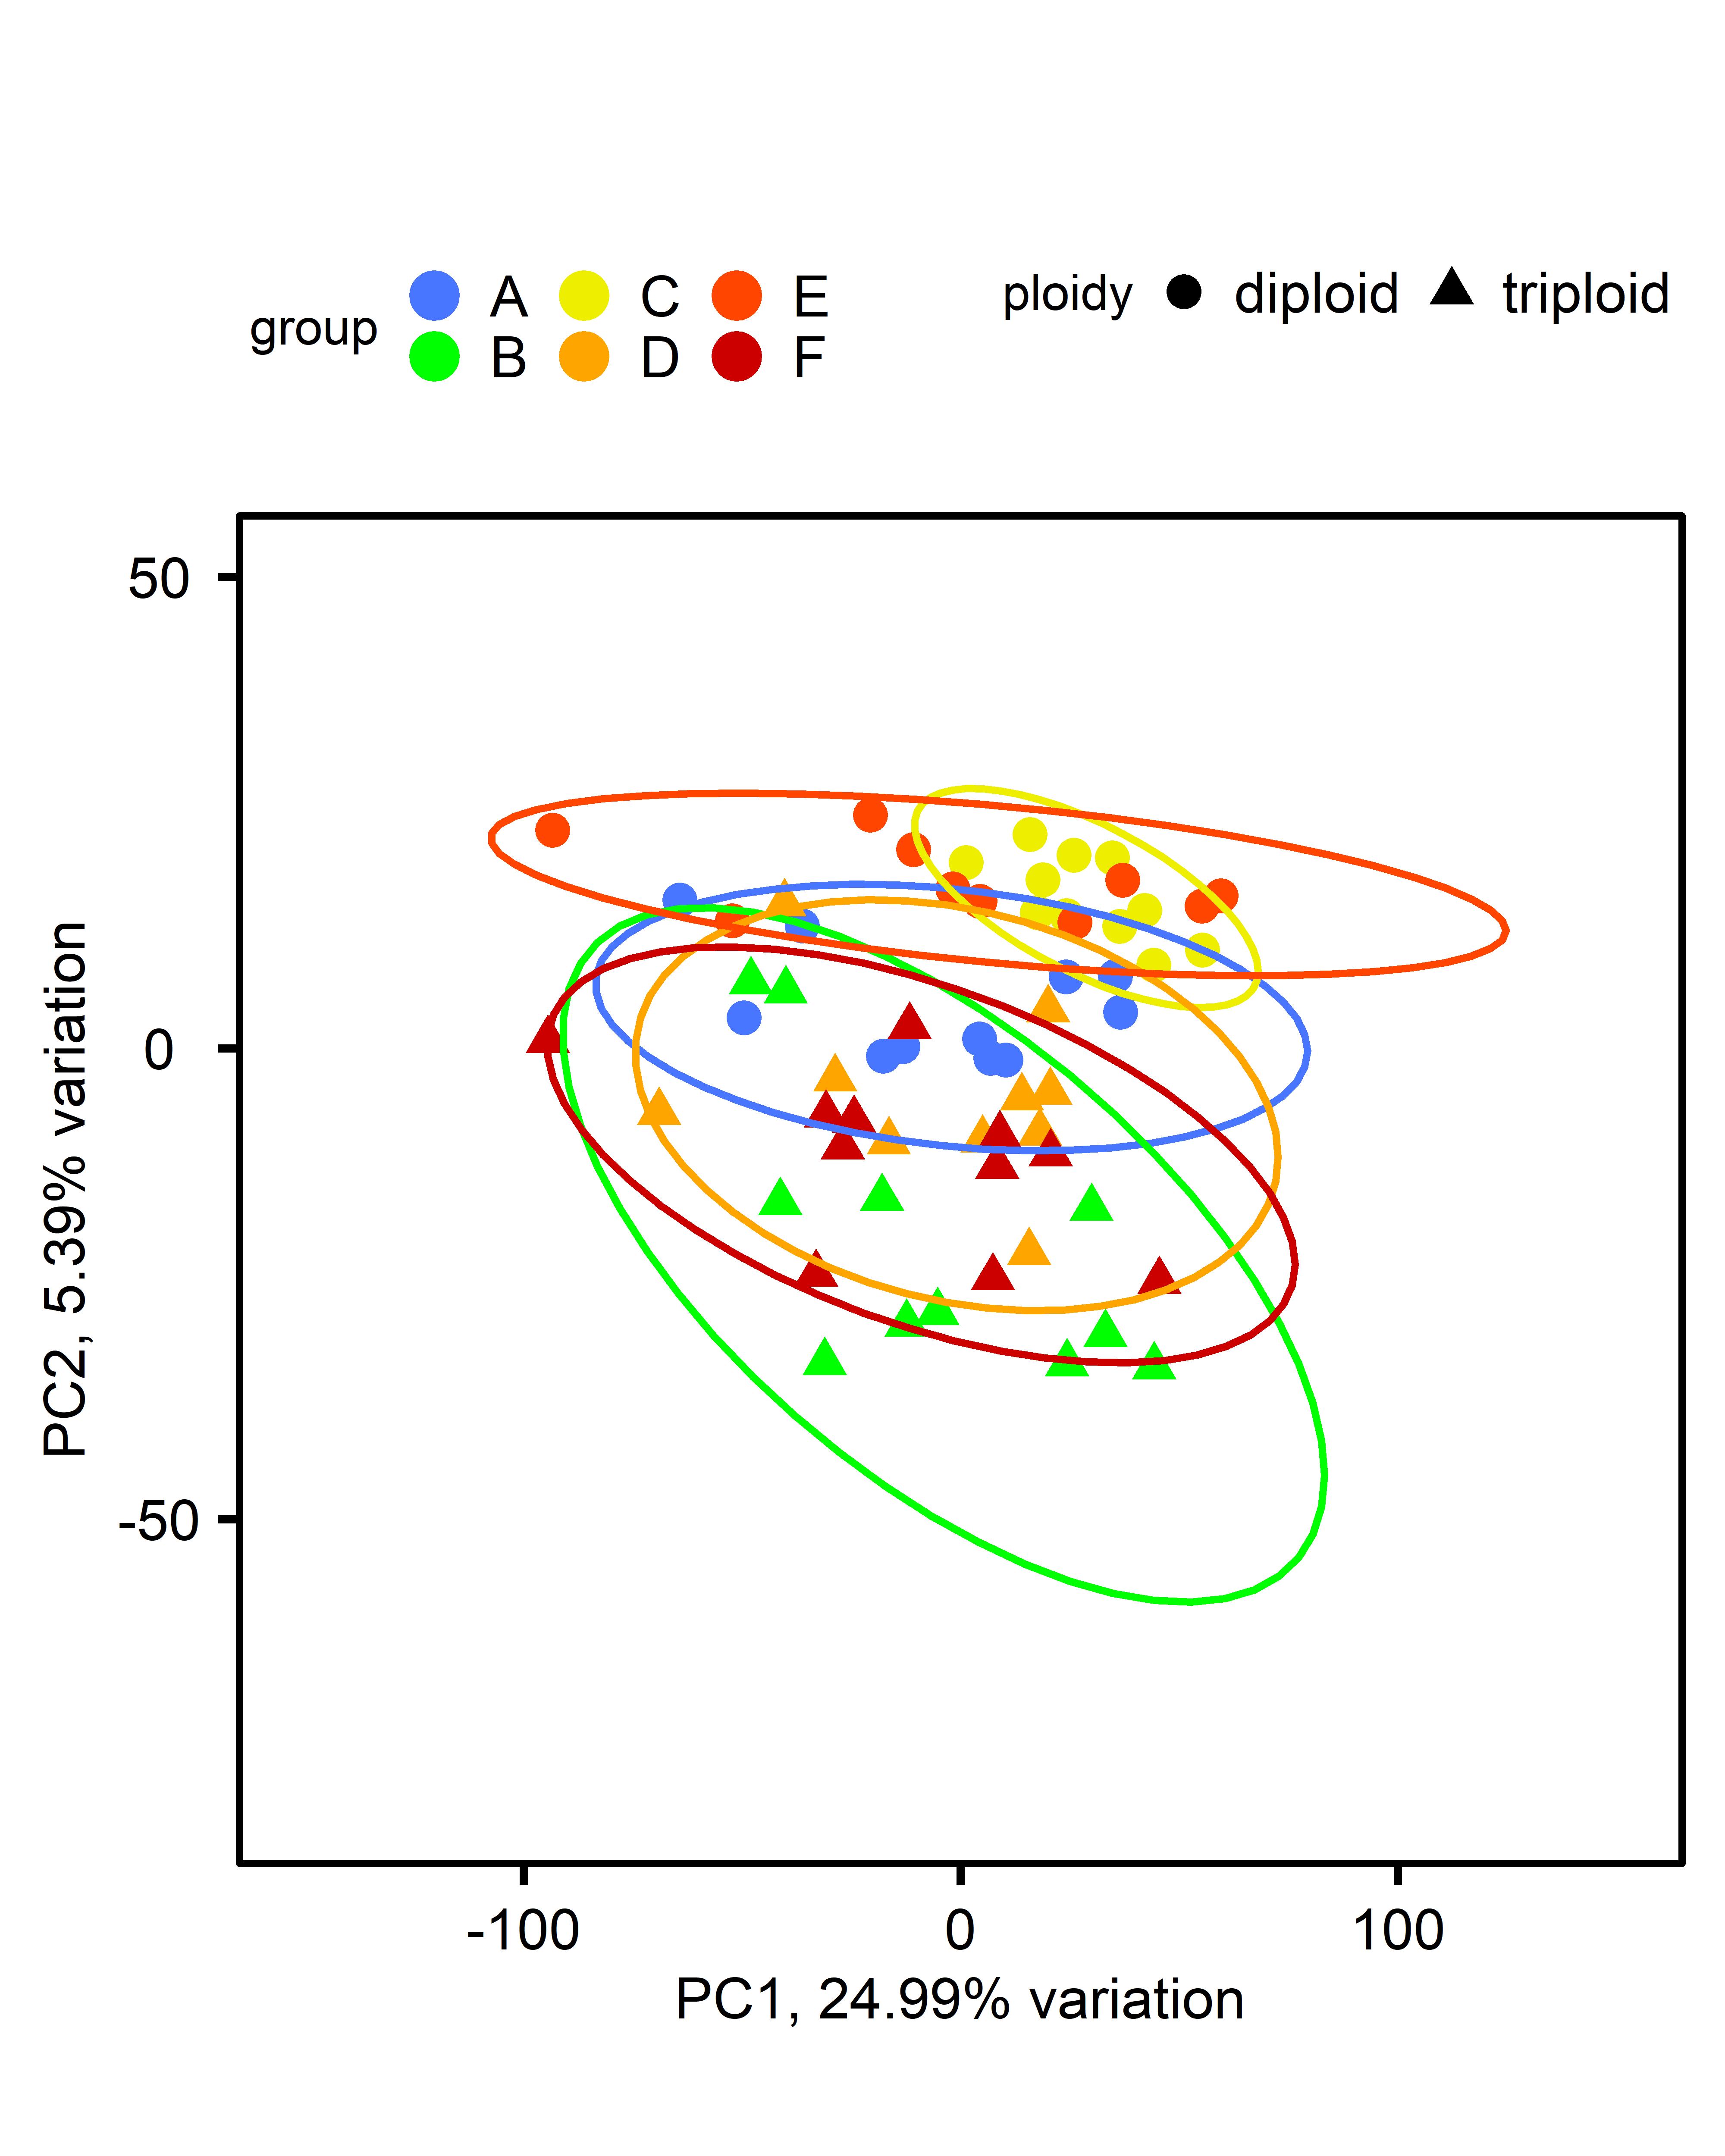 group
A C E
B D F
ploidy diploid triploid
50
0
-50
PC2, 5.39% variation
-100 0 100
PC1, 24.99% variation